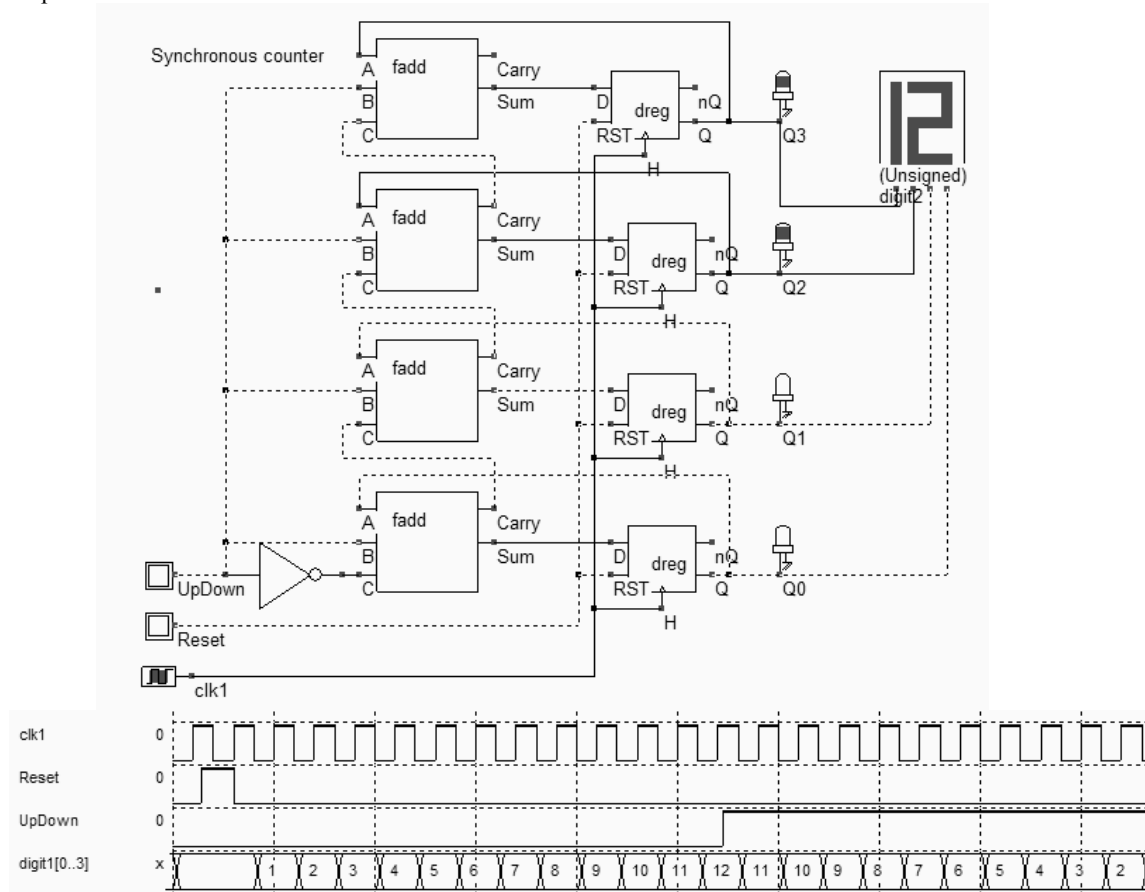 Synchronous counter
fadd
A
B
C
Carry
Sum
D
dreg
RST
nQ
Q
H
Q3
12
(Unsigned)
digit2
fadd
A
B
C
Carry
Sum
D
dreg
RST
nQ
Q
H
Q2
fadd
A
B
C
Carry
Sum
D
dreg
RST
nQ
Q
H
Q1
fadd
A
B
C
Carry
Sum
D
dreg
RST
nQ
Q
H
Q0
UpDown
Reset
clk1
clk1 0
Reset 0
UpDown 0
digit1[0..3] x 1 2 3 4 5 6 7 8 9 10 11 12 11 10 9 8 7 6 5 4 3 2